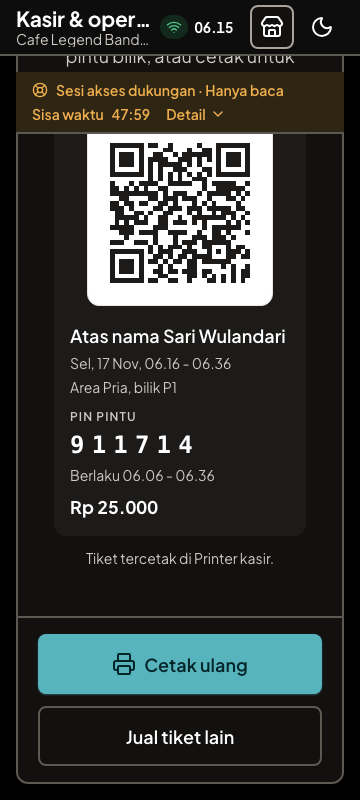 Kasir & oper...
Cafe Legend Band...
06.15
pintu bilik, atau cetak untuk
Sesi akses dukungan · Hanya baca
Sisa waktu 47:59 Detail
Atas nama Sari Wulandari
Sel, 17 Nov, 06.16 - 06.36
Area Pria, bilik P1
PIN PINTU
911714
Berlaku 06.06 - 06.36
Rp 25.000
Tiket tercetak di Printer kasir.
Cetak ulang
Jual tiket lain